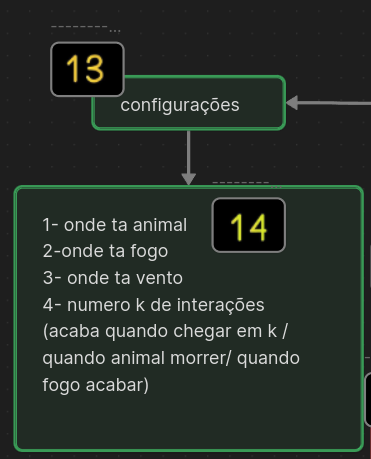 13
configurações
14
1- onde ta animal
2-onde ta fogo
3- onde ta vento
4- numero k de interações
(acaba quando chegar em k /
quando animal morrer/ quando
fogo acabar)